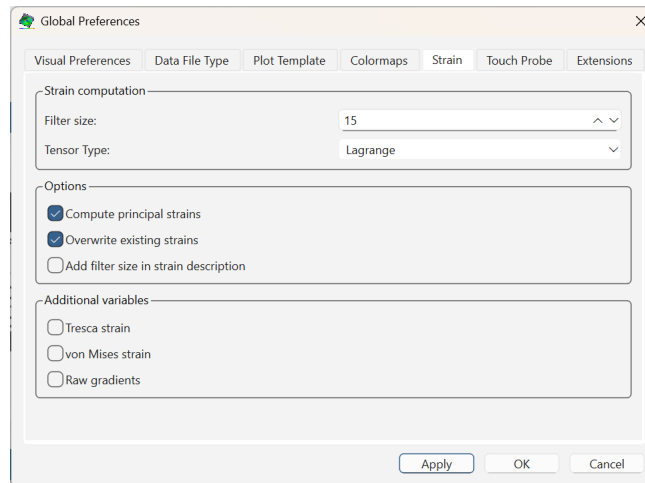 Global Preferences
Visual Preferences Data File Type Plot Template Colormaps Strain Touch Probe Extensions
Strain computation
Filter size: 15
Tensor Type: Lagrange
Options
Compute principal strains
Overwrite existing strains
Add filter size in strain description
Additional variables
Tresca strain
von Mises strain
Raw gradients
Apply OK Cancel